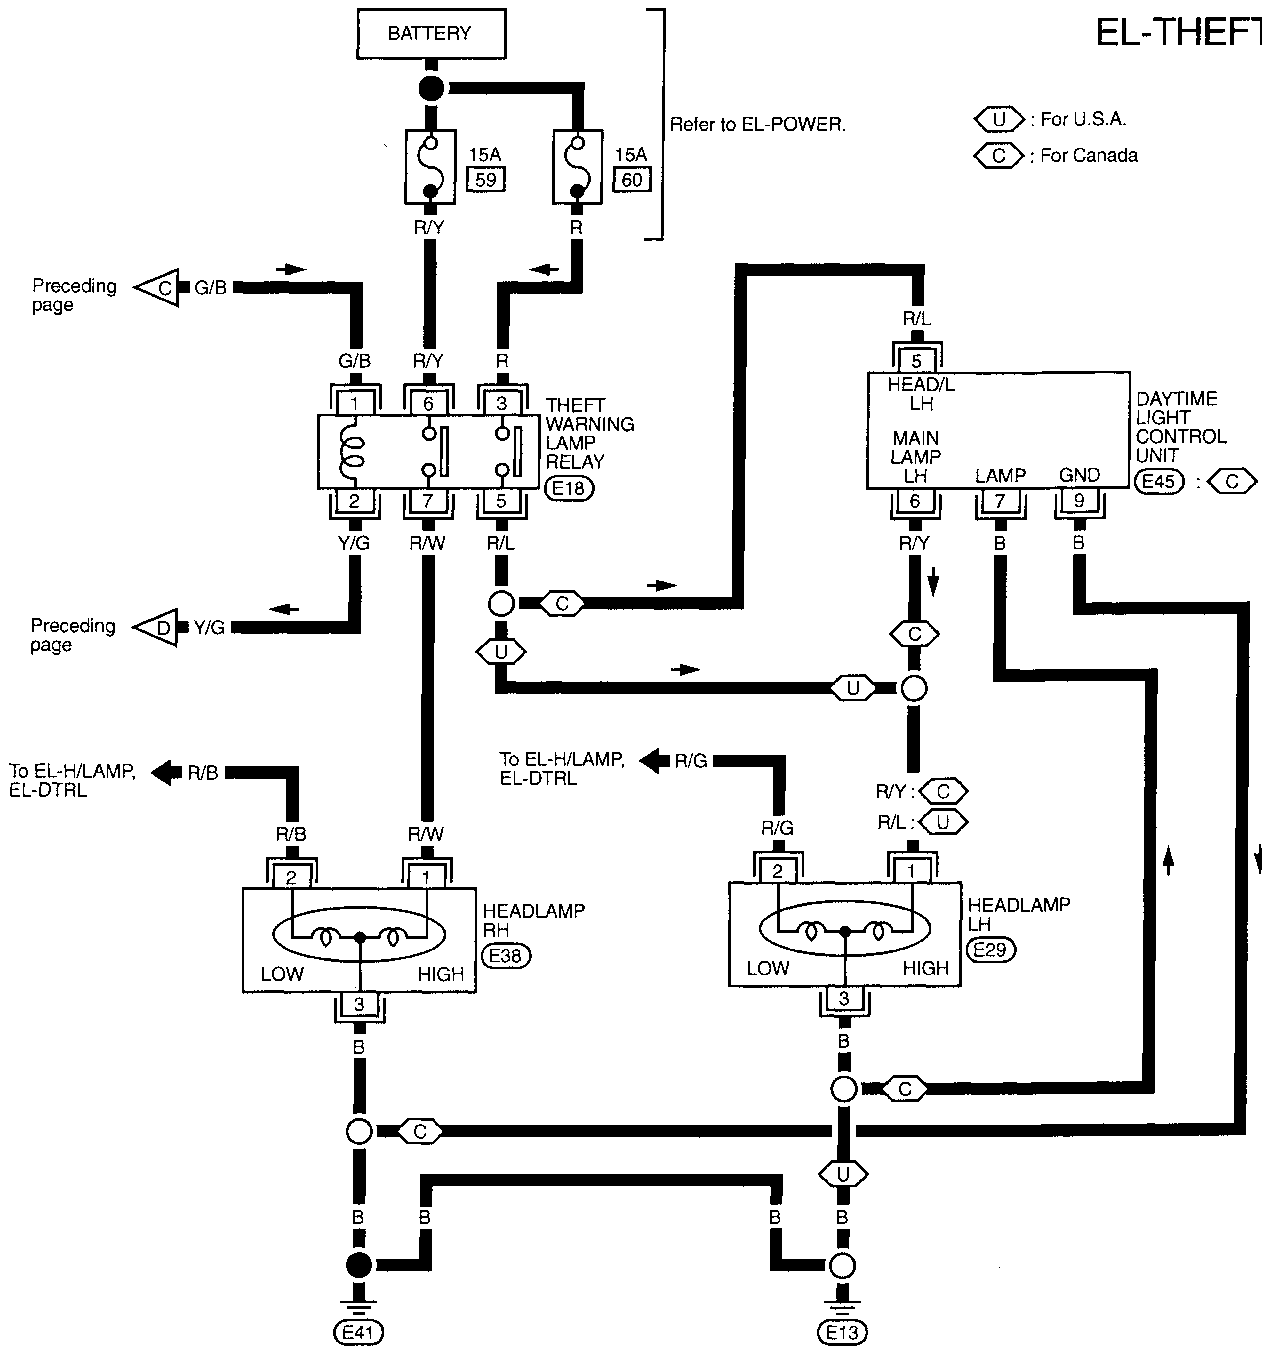 EL-THEFT
BATTERY
Refer to EL-POWER.
U : For U.S.A.
C : For Canada
15A
59
15A
60
R/Y
R
Preceding
page
C
G/B
R/L
G/B
R/Y
R
5
1
6
3
HEAD/L
LH
MAIN
LAMP
LH
LAMP
GND
THEFT
WARNING
LAMP
RELAY
E18
DAYTIME
LIGHT
CONTROL
UNIT
E45 : C
2
7
5
6
7
9
Y/G
R/W
R/L
R/Y
B
B
C
Preceding
page
D
Y/G
U
C
U
To EL-H/LAMP,
EL-DTRL
R/B
To EL-H/LAMP,
EL-DTRL
R/G
R/Y : C
R/L : U
R/B
R/W
R/G
2
1
2
1
HEADLAMP
RH
E38
HEADLAMP
LH
E29
LOW
HIGH
LOW
HIGH
3
3
B
B
C
C
U
B
B
B
B
E41
E13